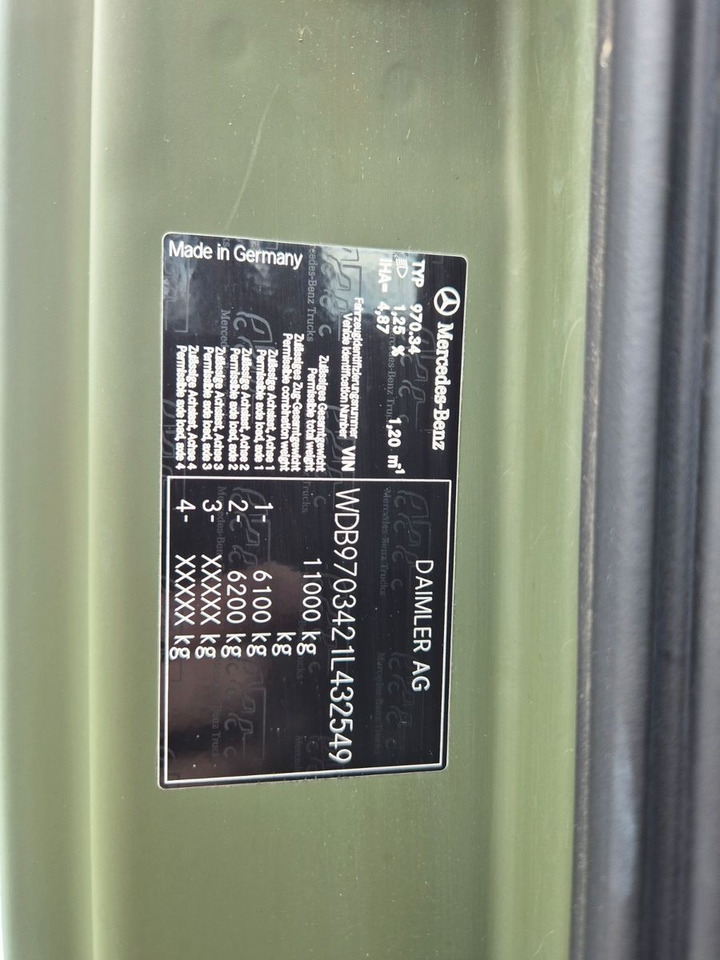 Mercedes-Benz
DAIMLER AG
TYP 970.34
1,25 % 1,20 m⁻¹
IHA= 4,87
Fahrzeugidentifizierungsnummer
Vehicle Identification Number VIN WDB9703421L432549
Zulässiges Gesamtgewicht
Permissible total weight 11000 kg
Zulässiges Zug-Gesamtgewicht
Permissible combination weight
Zulässige Achslast, Achse 1
Permissible axle load, axle 1 1- 6100 kg
Zulässige Achslast, Achse 2
Permissible axle load, axle 2 2- 6200 kg
Zulässige Achslast, Achse 3
Permissible axle load, axle 3 3- XXXXX kg
Zulässige Achslast, Achse 4
Permissible axle load, axle 4 4- XXXXX kg
Made in Germany